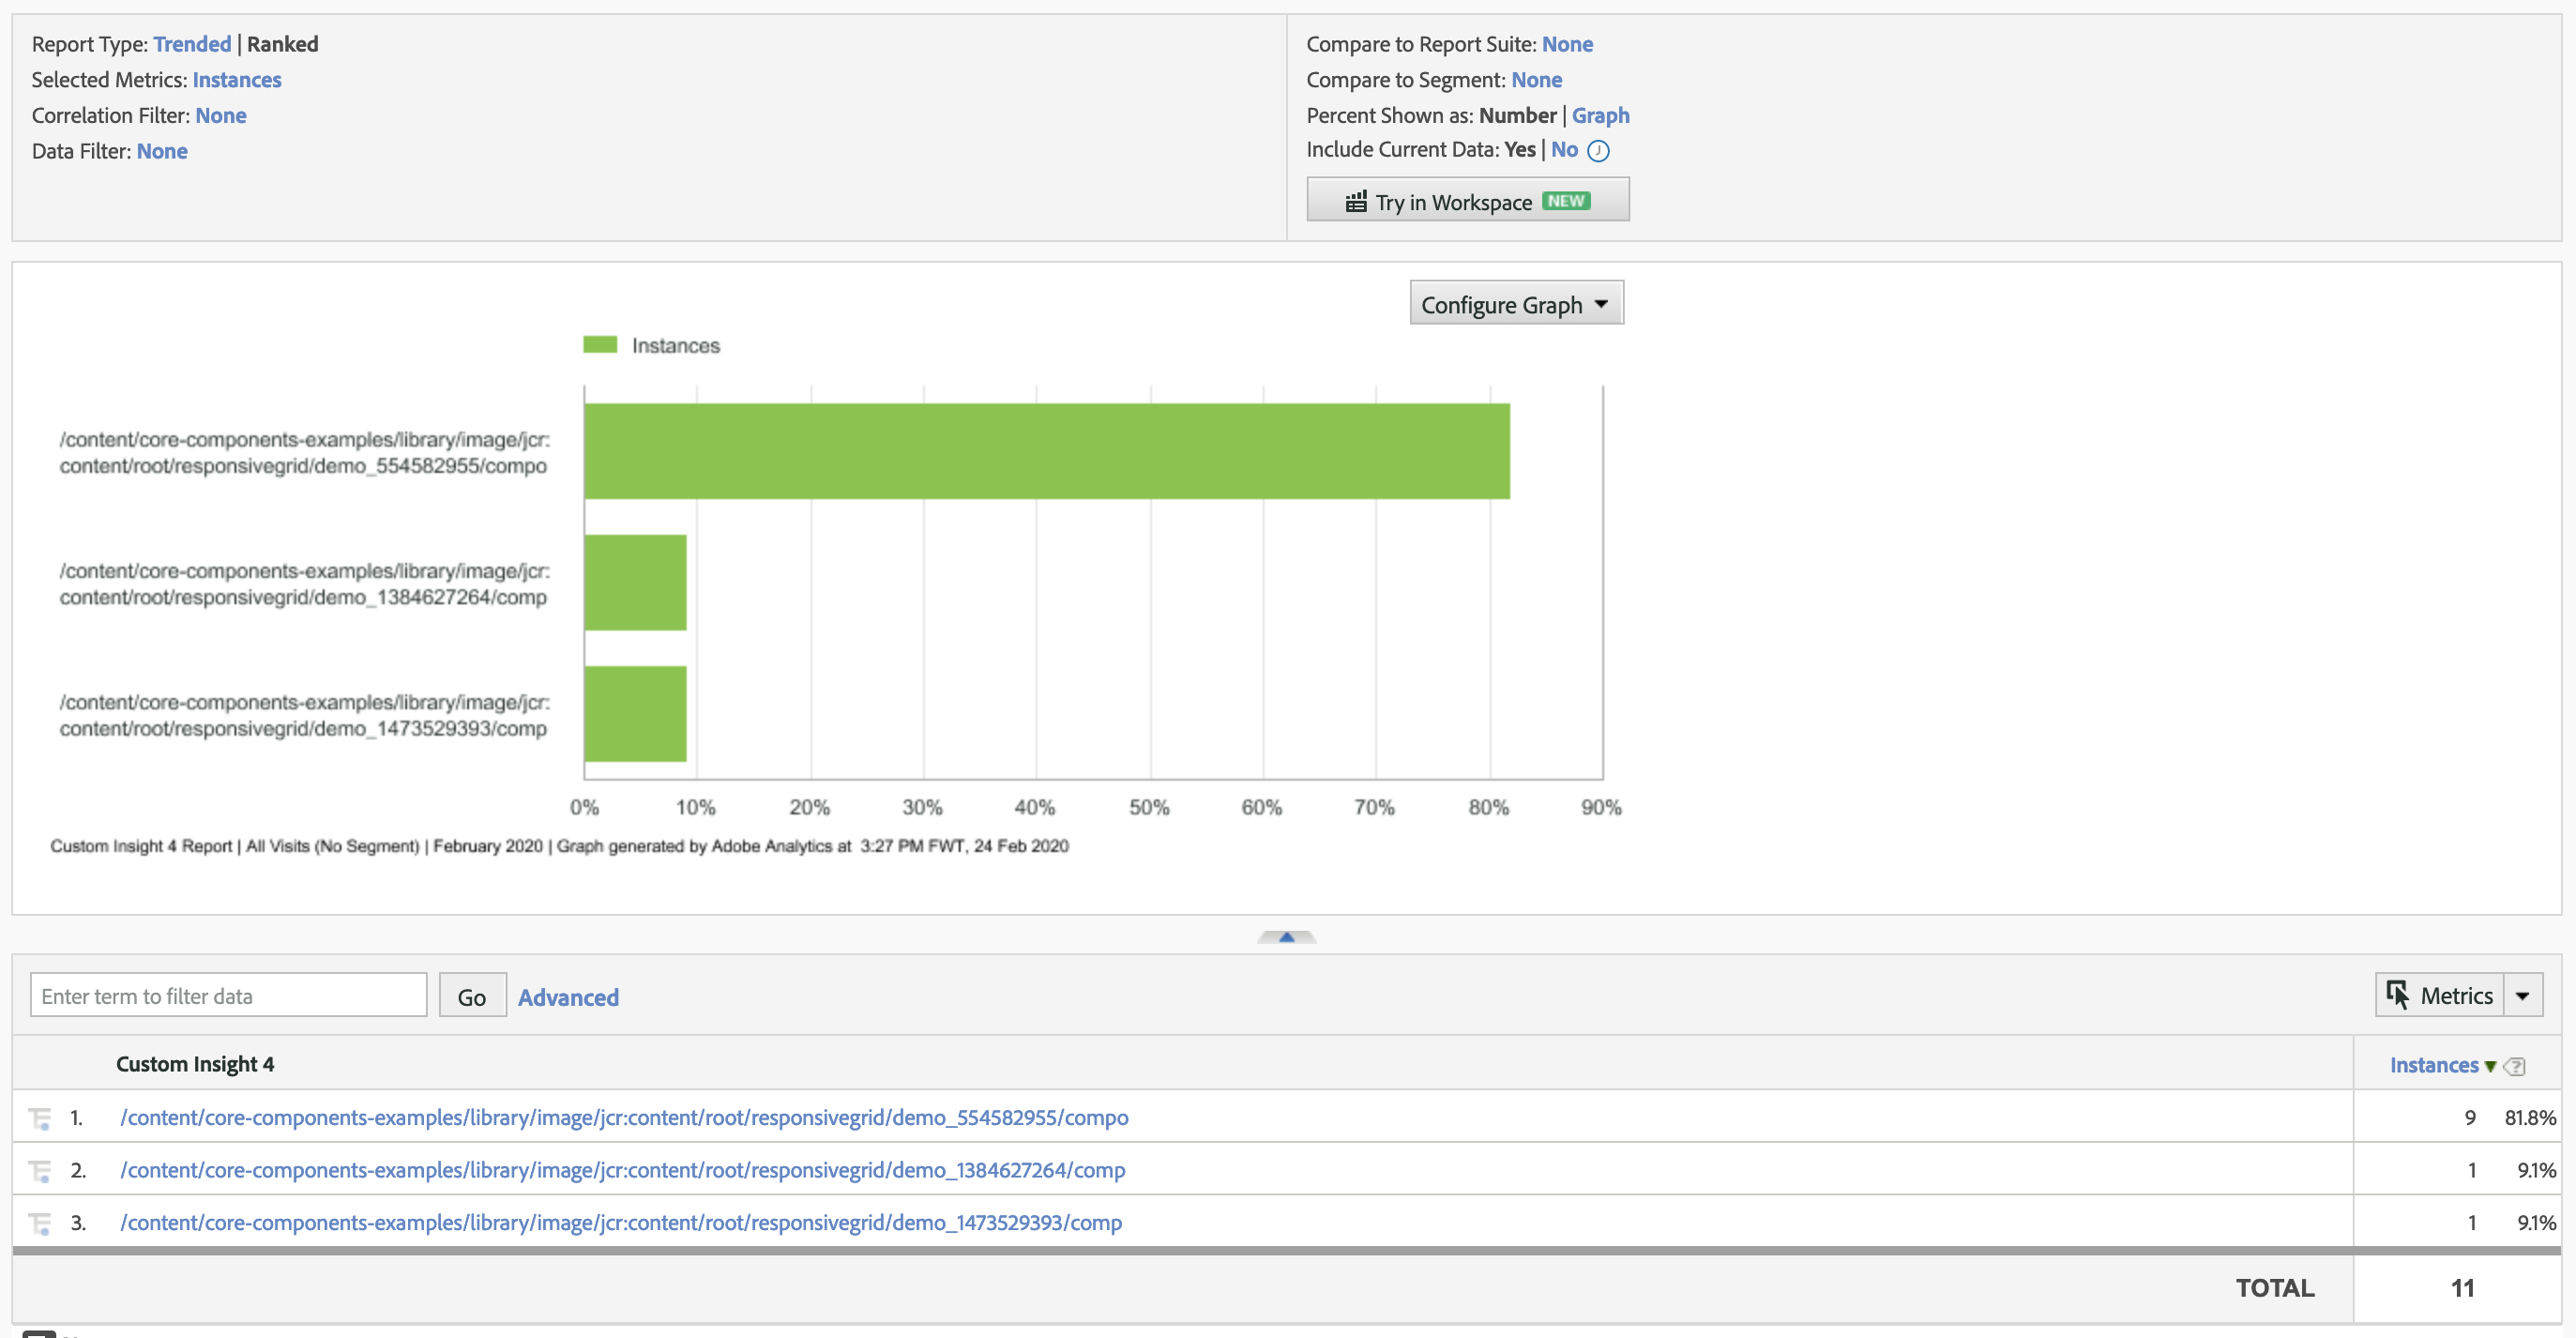 Report Type: Trended | Ranked
Selected Metrics: Instances
Correlation Filter: None
Data Filter: None
Compare to Report Suite: None
Compare to Segment: None
Percent Shown as: Number | Graph
Include Current Data: Yes | No
Try in Workspace NEW
Configure Graph
Instances
/content/core-components-examples/library/image/jcr:
content/root/responsivegrid/demo_554582955/compo
/content/core-components-examples/library/image/jcr:
content/root/responsivegrid/demo_1384627264/comp
/content/core-components-examples/library/image/jcr:
content/root/responsivegrid/demo_1473529393/comp
0% 10% 20% 30% 40% 50% 60% 70% 80% 90%
Custom Insight 4 Report | All Visits (No Segment) | February 2020 | Graph generated by Adobe Analytics at 3:27 PM FWT, 24 Feb 2020
Enter term to filter data Go Advanced Metrics
Custom Insight 4 Instances
1. /content/core-components-examples/library/image/jcr:content/root/responsivegrid/demo_554582955/compo 9 81.8%
2. /content/core-components-examples/library/image/jcr:content/root/responsivegrid/demo_1384627264/comp 1 9.1%
3. /content/core-components-examples/library/image/jcr:content/root/responsivegrid/demo_1473529393/comp 1 9.1%
TOTAL 11